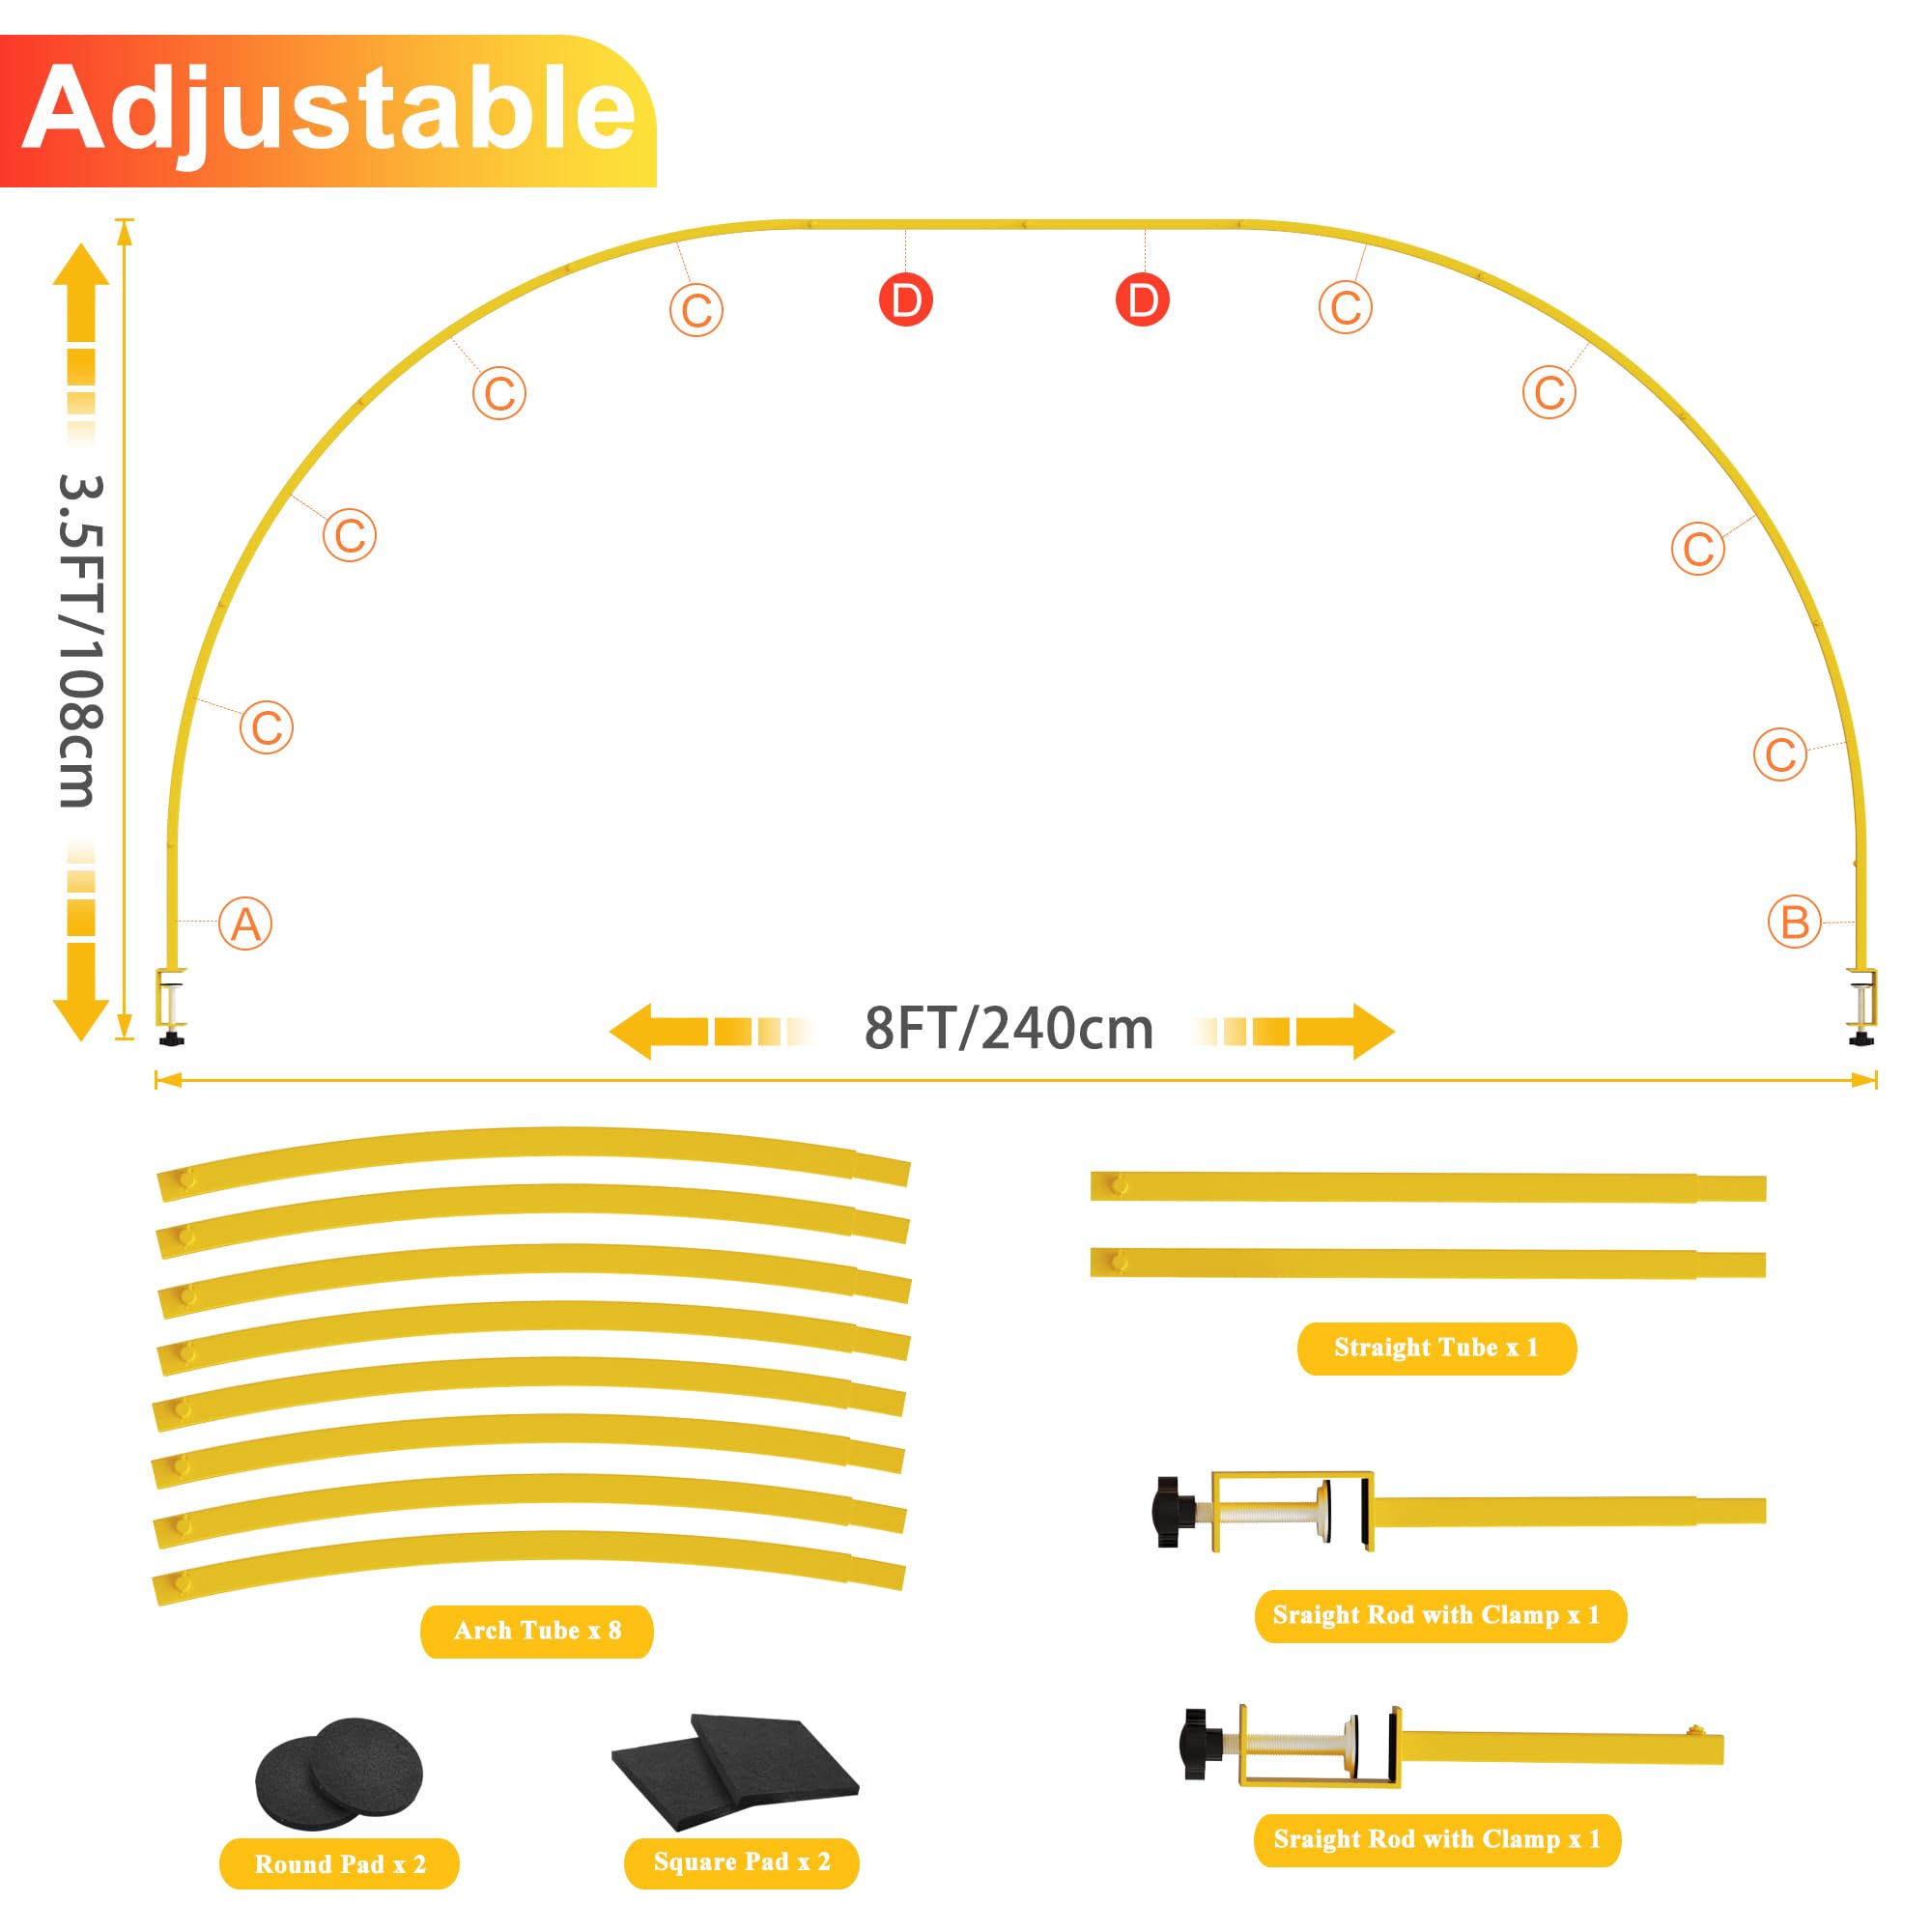 Adjustable
D
D
C
C
C
C
C
C
C
C
3.5FT/108cm
A
B
8FT/240cm
Straight Tube x 1
Sraight Rod with Clamp x 1
Arch Tube x 8
Sraight Rod with Clamp x 1
Round Pad x 2
Square Pad x 2